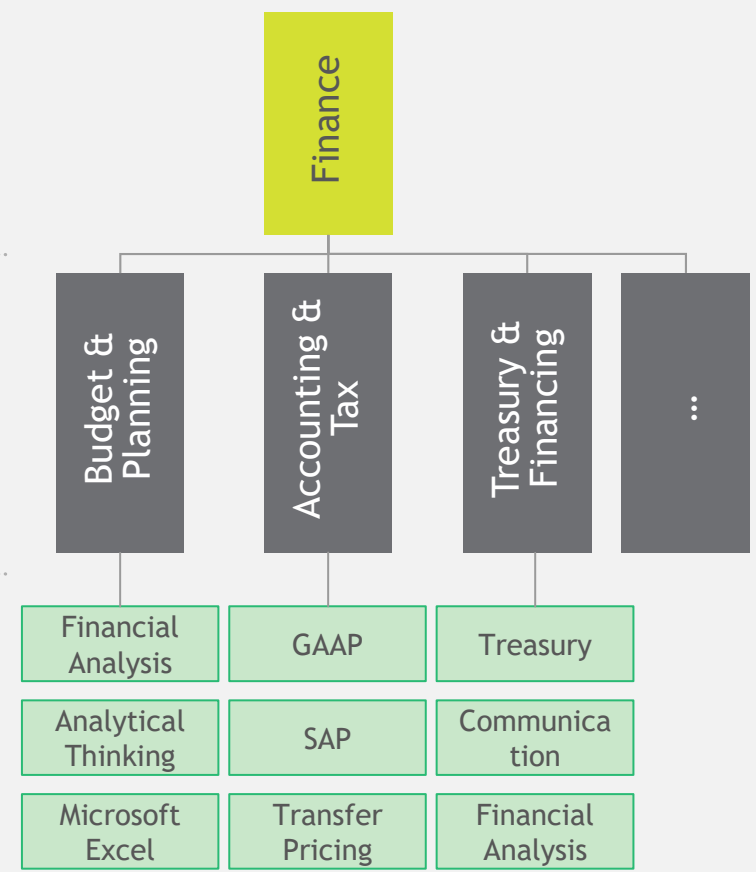 Finance
Budget &
Planning
Accounting &
Tax
Treasury &
Financing
...
Financial
Analysis
GAAP
Treasury
Analytical
Thinking
SAP
Communica
tion
Microsoft
Excel
Transfer
Pricing
Financial
Analysis